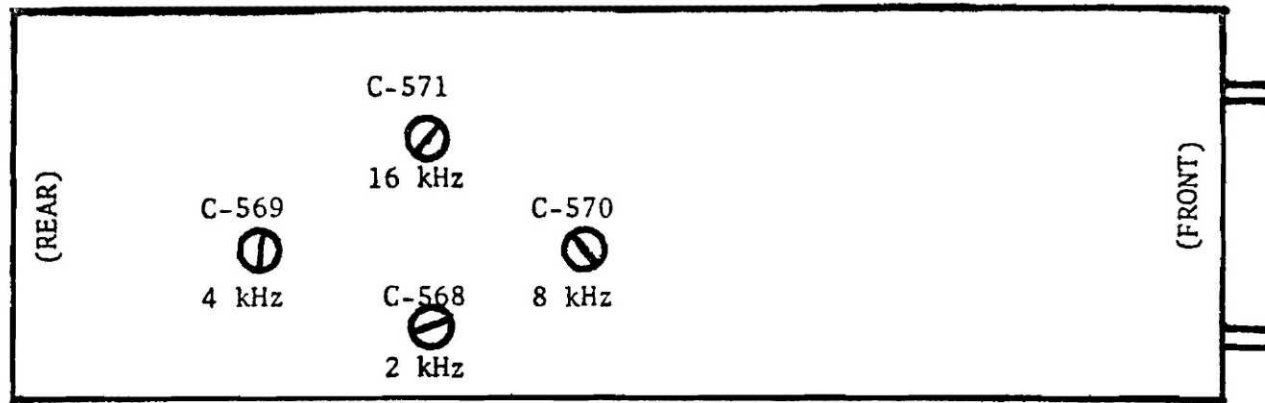 C-571
16 kHz
(REAR)
C-569
C-570
(FRONT)
4 kHz
C-568
8 kHz
2 kHz